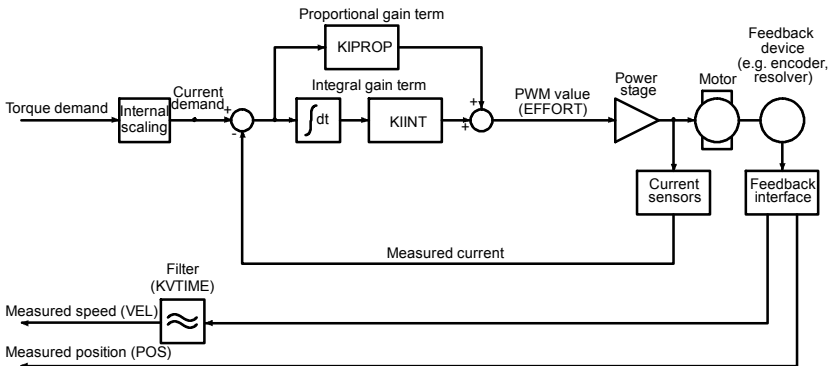 Proportional gain term
KIPROP
Feedback
device
(e.g. encoder,
resolver)
Integral gain term
Current
demand
Power
stage
Motor
Torque demand
Internal
scaling
+
-
∫dt
KIINT
+
+
PWM value
(EFFORT)
Current
sensors
Feedback
interface
Measured current
Filter
(KVTIME)
Measured speed (VEL)
Measured position (POS)